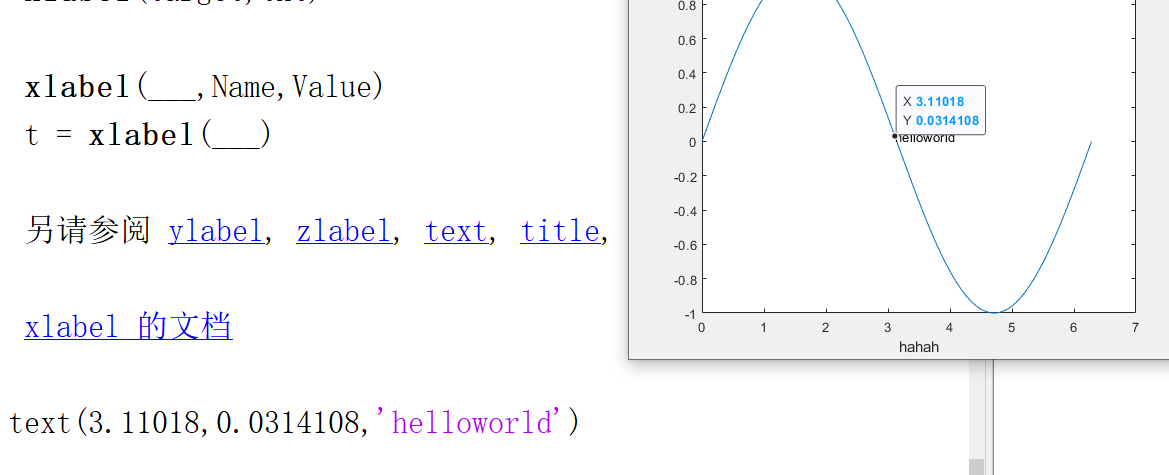 xlabel(___,Name,Value)
t = xlabel(___)
另请参阅 ylabel, zlabel, text, title,
xlabel 的文档
text(3.11018,0.0314108,'helloworld')
0.8
0.6
0.4
0.2
0
-0.2
-0.4
-0.6
-0.8
-1
X 3.11018
Y 0.0314108
helloworld
0 1 2 3 4 5 6 7
hahah